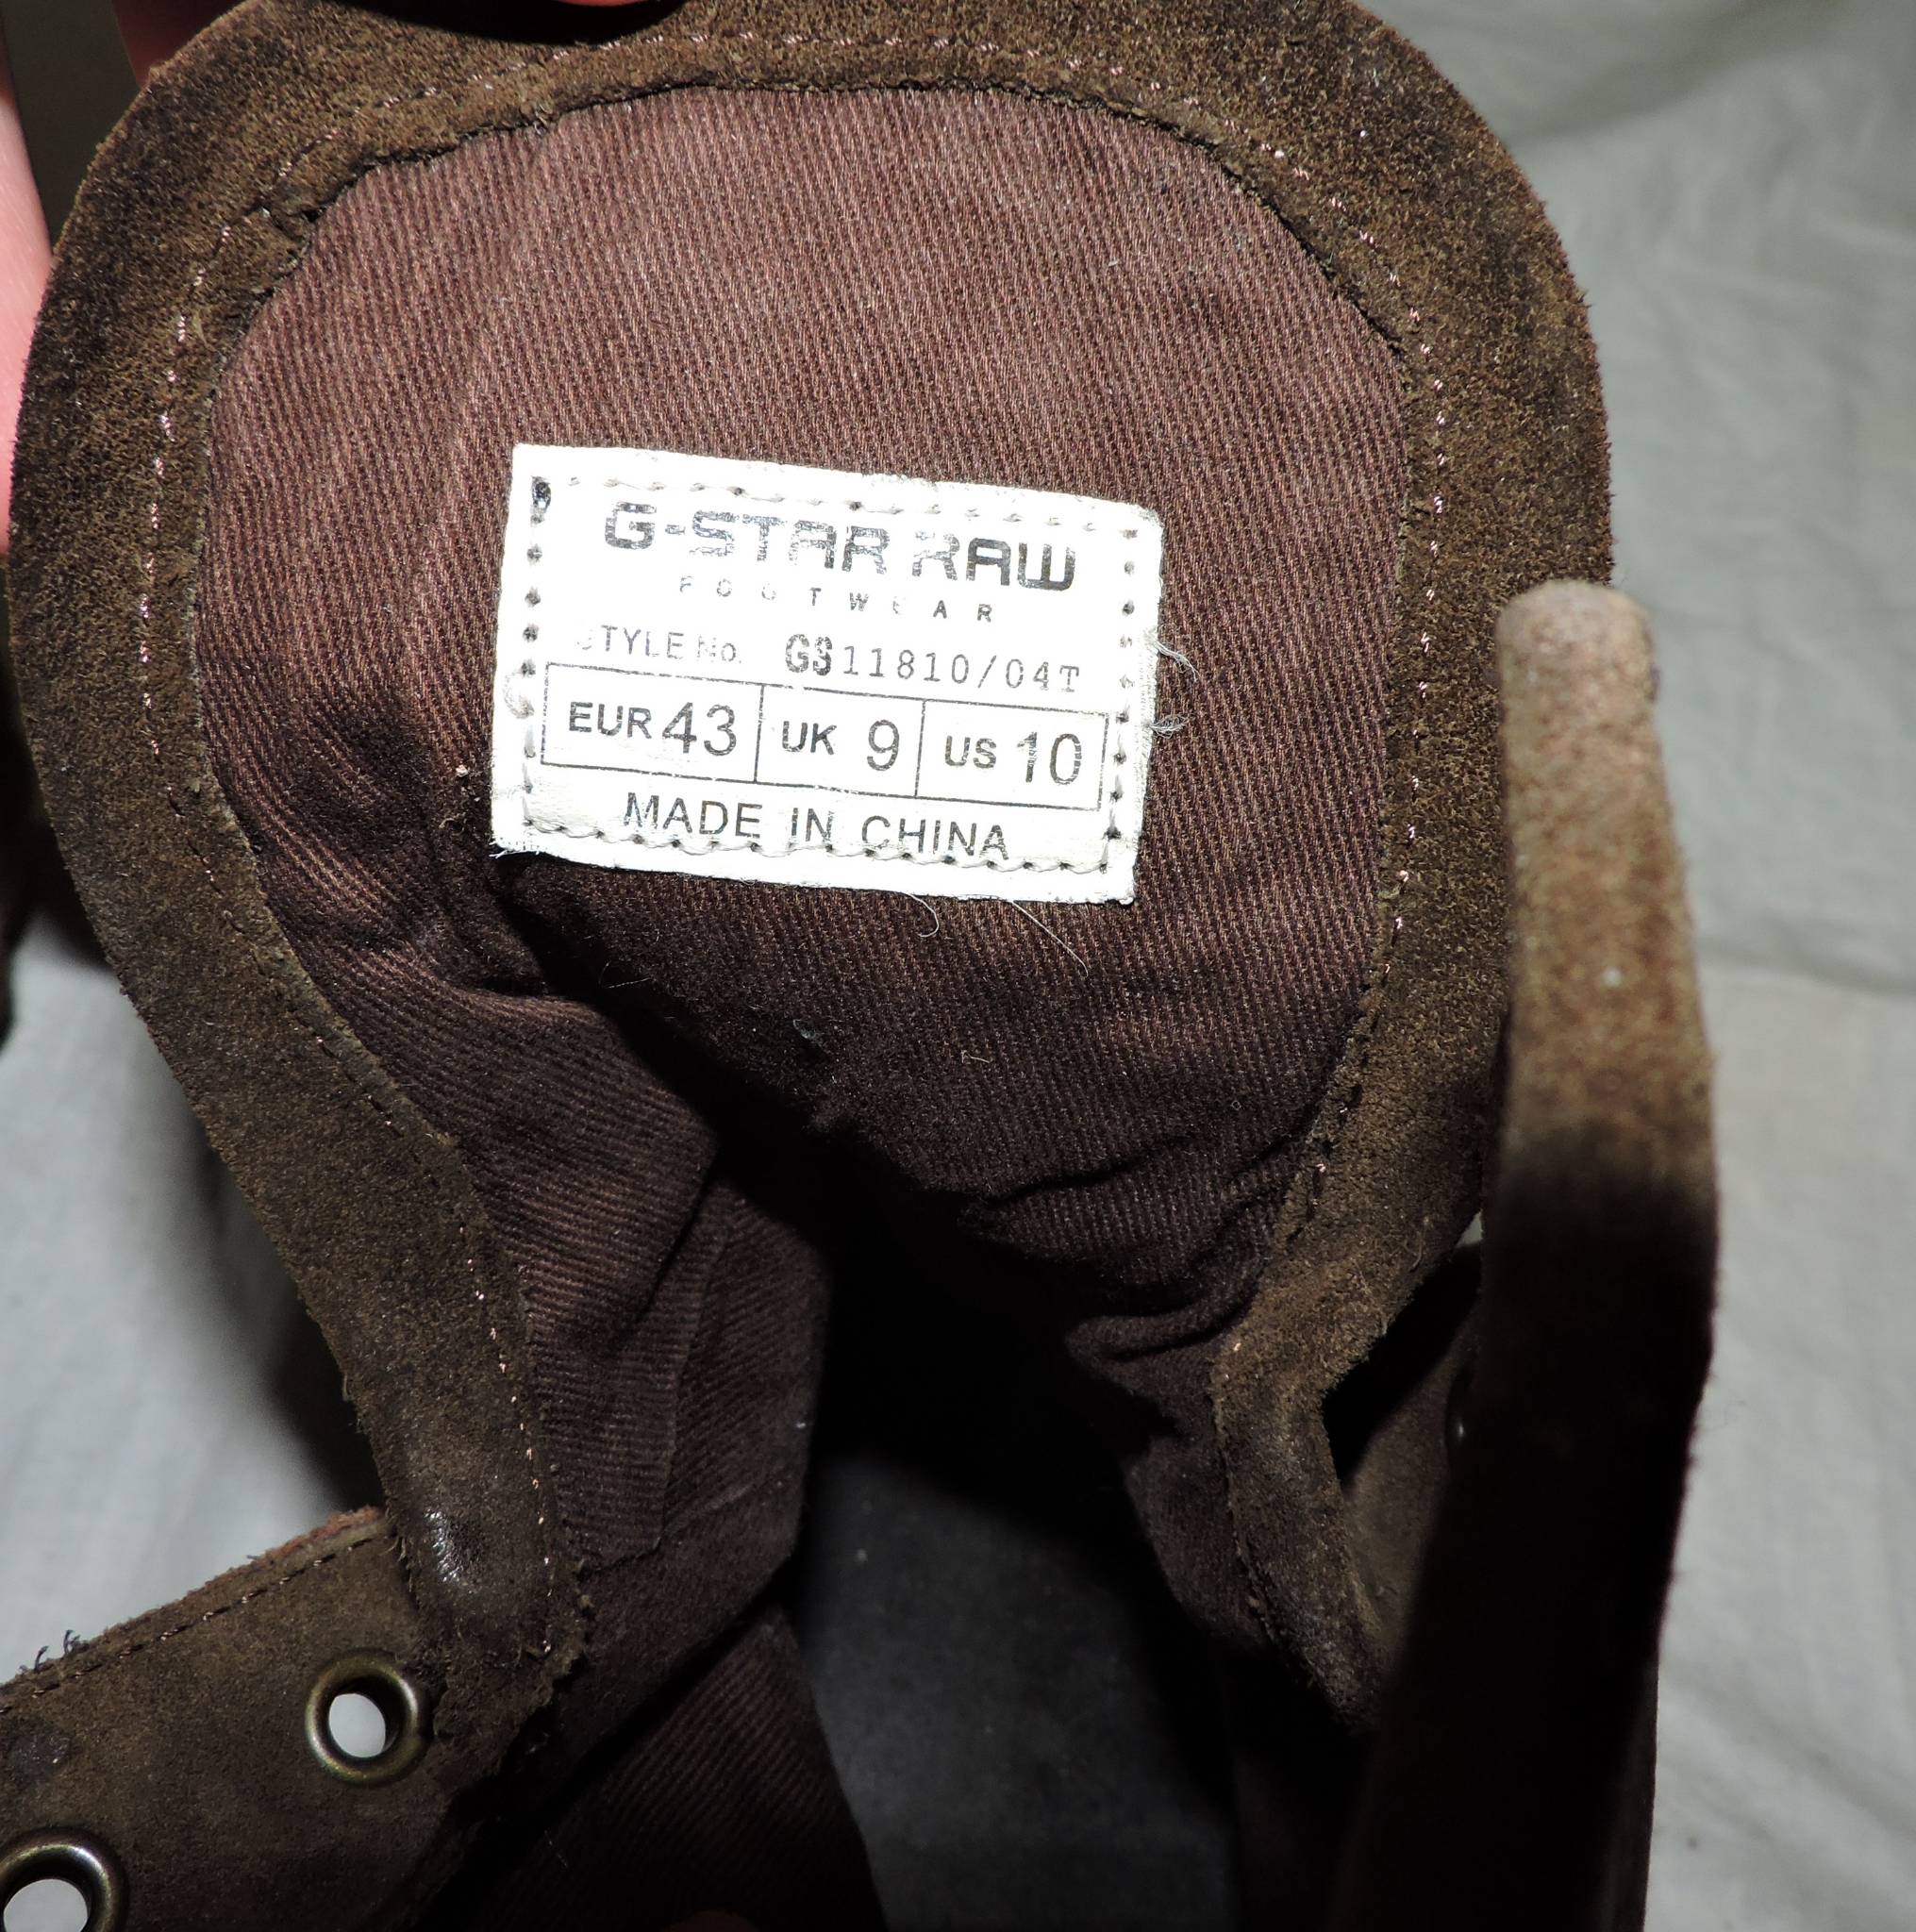 G-STAR RAW
FOOTWEAR
STYLE No. GS11810/04T
EUR 43 UK 9 US 10
MADE IN CHINA